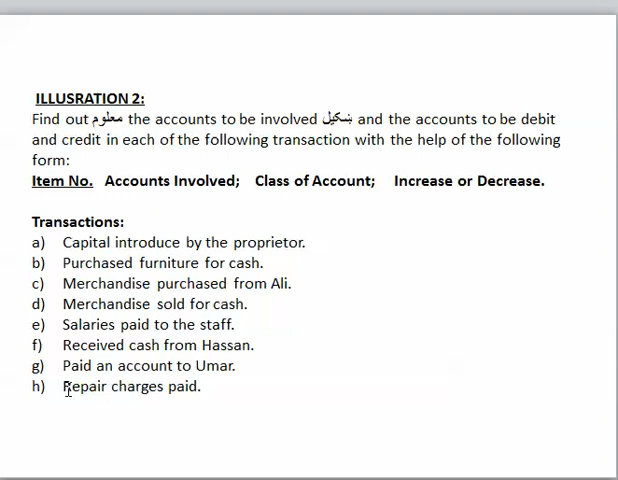 ILLUSRATION 2:
Find out معلوم the accounts to be involved and the accounts to be debit
and credit in each of the following transaction with the help of the following
form:
Item No. Accounts Involved; Class of Account; Increase or Decrease.
Transactions:
a) Capital introduce by the proprietor.
b) Purchased furniture for cash.
c) Merchandise purchased from Ali.
d) Merchandise sold for cash.
e) Salaries paid to the staff.
f) Received cash from Hassan.
g) Paid an account to Umar.
h) Repair charges paid.